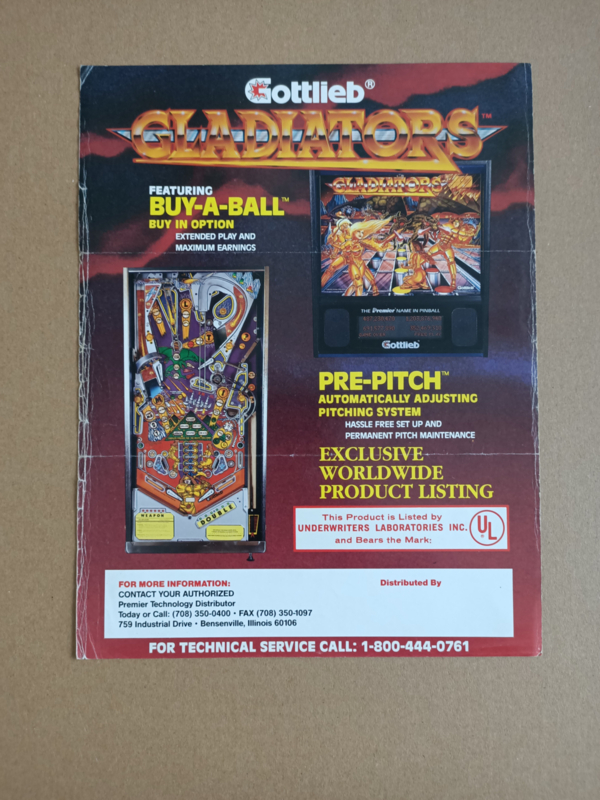 Gottlieb®
GLADIATORS™
FEATURING
BUY-A-BALL™
BUY IN OPTION
EXTENDED PLAY AND
MAXIMUM EARNINGS
GLADIATORS
THE Premier NAME IN PINBALL
Gottlieb
PRE-PITCH™
AUTOMATICALLY ADJUSTING
PITCHING SYSTEM
HASSLE FREE SET UP AND
PERMANENT PITCH MAINTENANCE
EXCLUSIVE
WORLDWIDE
PRODUCT LISTING
This Product is Listed by
UNDERWRITERS LABORATORIES INC.
and Bears the Mark:
UL
DOUBLE
FOR MORE INFORMATION:
CONTACT YOUR AUTHORIZED
Premier Technology Distributor
Today or Call: (708) 350-0400 • FAX (708) 350-1097
759 Industrial Drive • Bensenville, Illinois 60106
Distributed By
FOR TECHNICAL SERVICE CALL: 1-800-444-0761